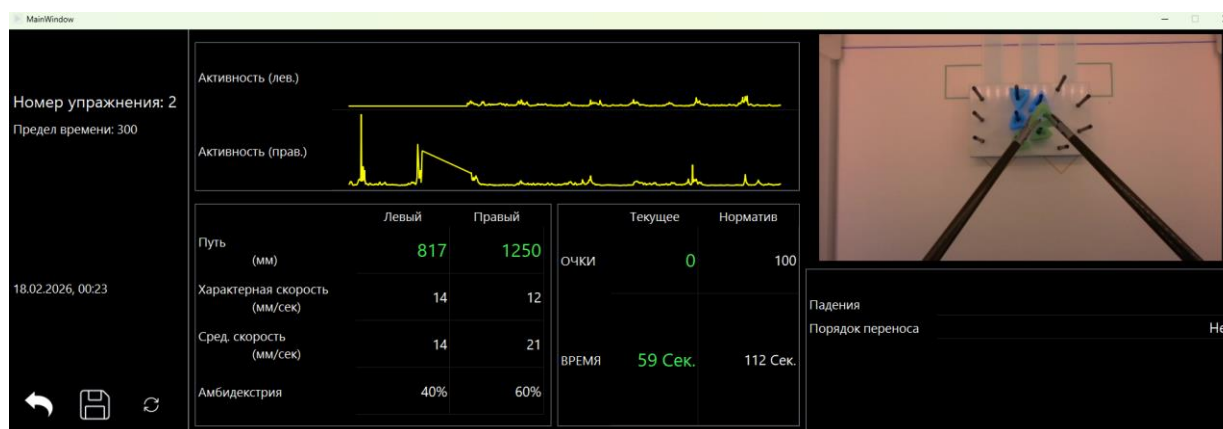 MainWindow
Номер упражнения: 2
Предел времени: 300
18.02.2026, 00:23
Активность (лев.)
Активность (прав.)
Левый Правый
Путь
(мм) 817 1250
Характерная скорость
(мм/сек) 14 12
Сред. скорость
(мм/сек) 14 21
Амбидекстрия 40% 60%
Текущее Норматив
ОЧКИ 0 100
ВРЕМЯ 59 Сек. 112 Сек.
Падения
Порядок переноса